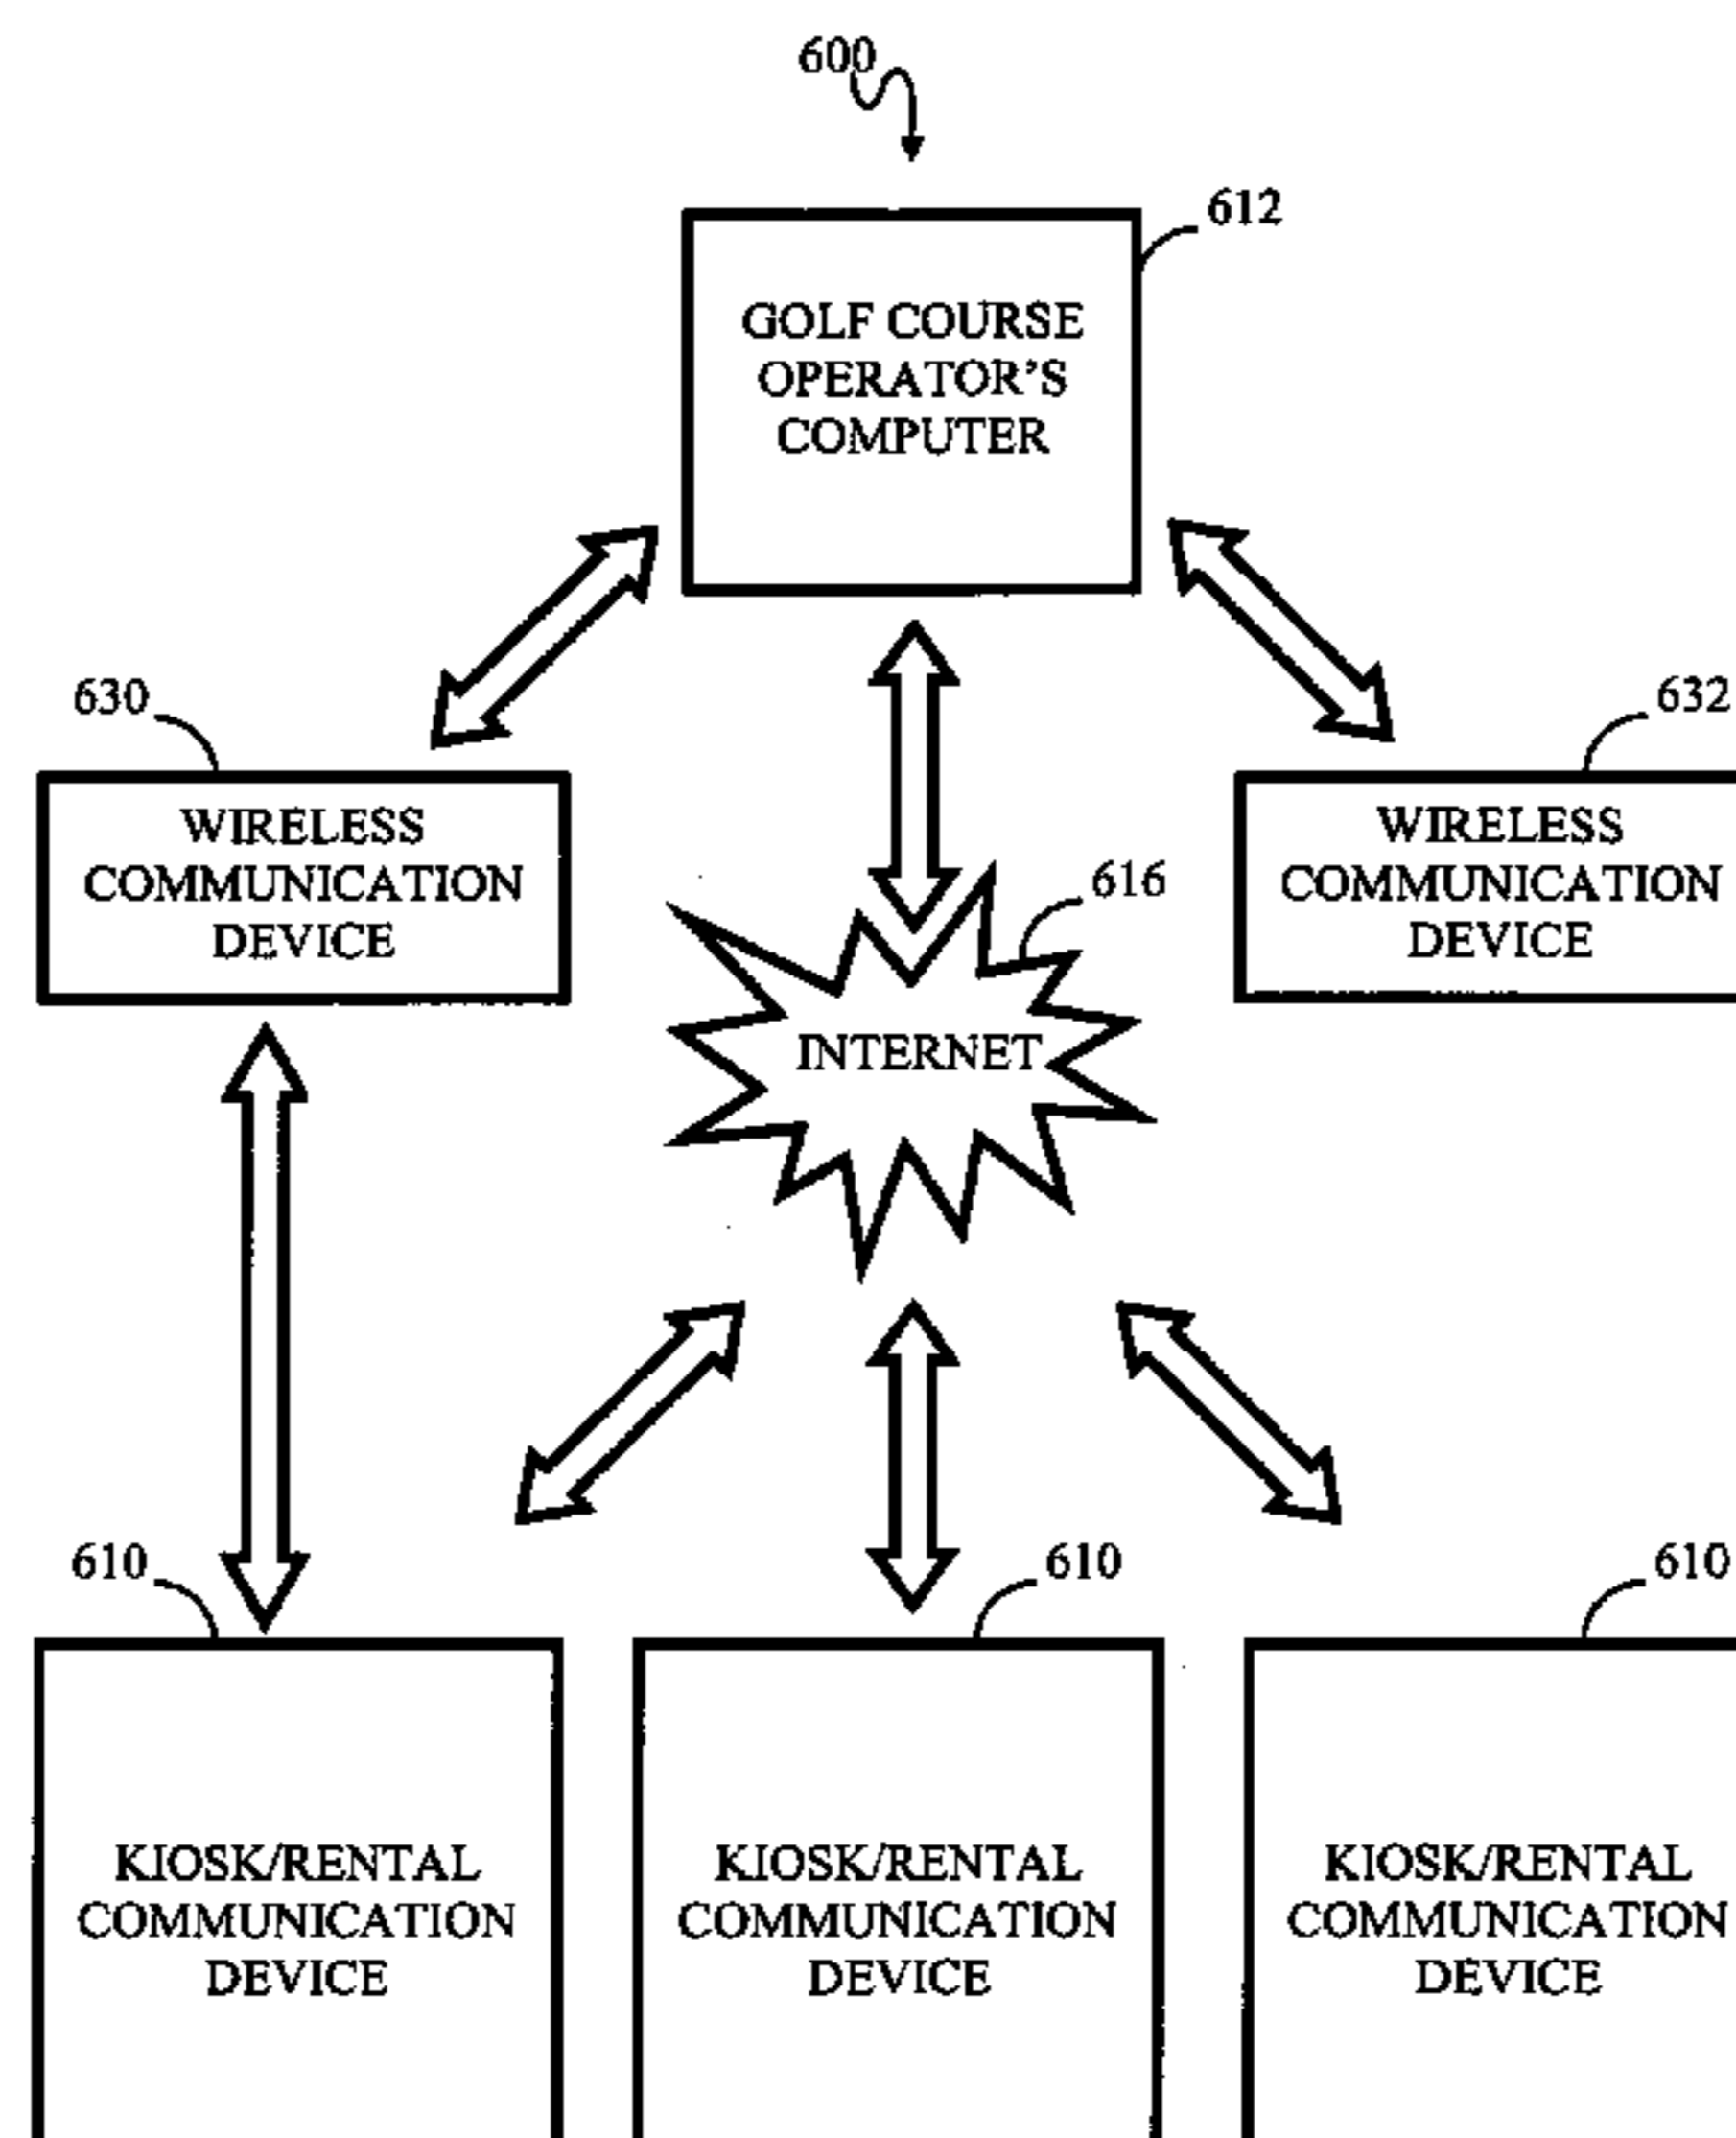 600
612
GOLF COURSE
OPERATOR'S
COMPUTER
630
632
WIRELESS
COMMUNICATION
DEVICE
WIRELESS
COMMUNICATION
DEVICE
616
INTERNET
610
610
610
KIOSK/RENTAL
COMMUNICATION
DEVICE
KIOSK/RENTAL
COMMUNICATION
DEVICE
KIOSK/RENTAL
COMMUNICATION
DEVICE